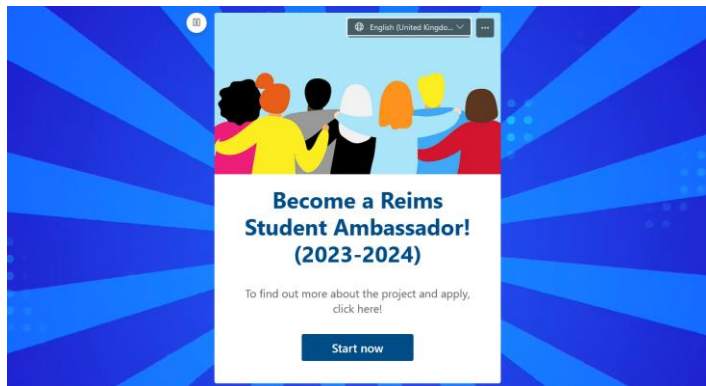 English (United Kingdo...
Become a Reims
Student Ambassador!
(2023-2024)
To find out more about the project and apply,
click here!
Start now